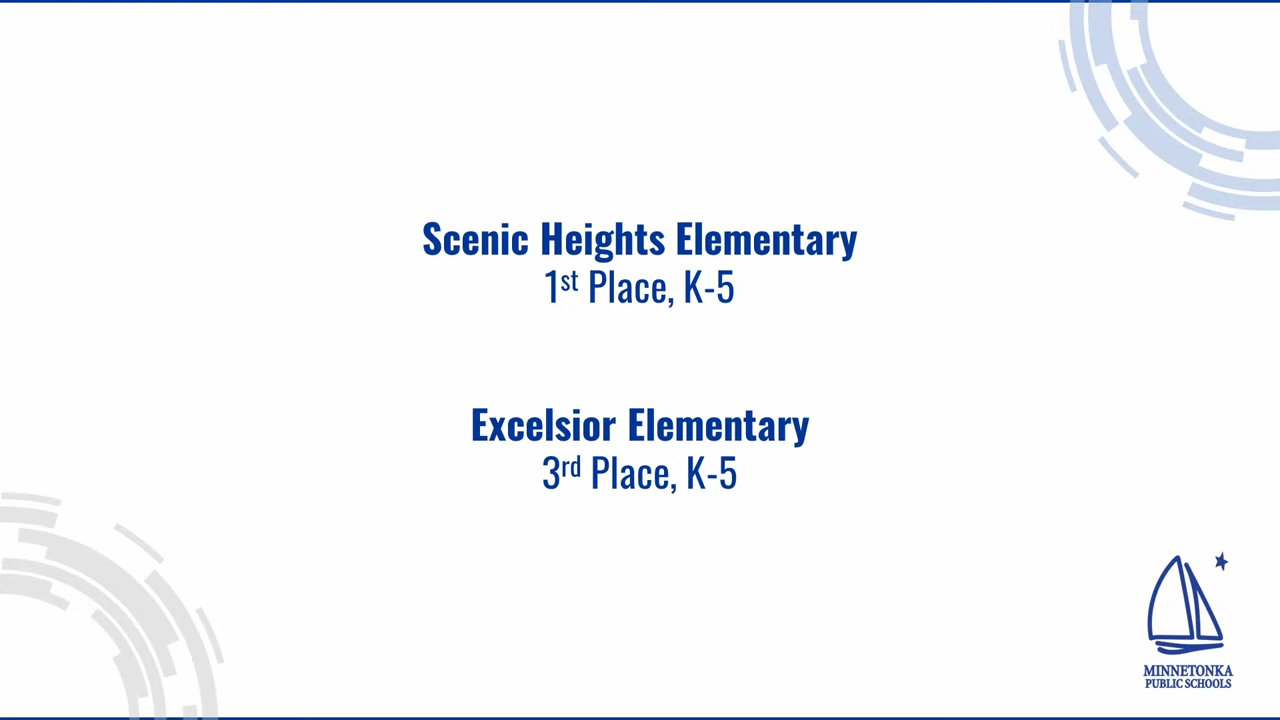 Scenic Heights Elementary
1st Place, K-5
Excelsior Elementary
3rd Place, K-5
MINNETONKA
PUBLIC SCHOOLS